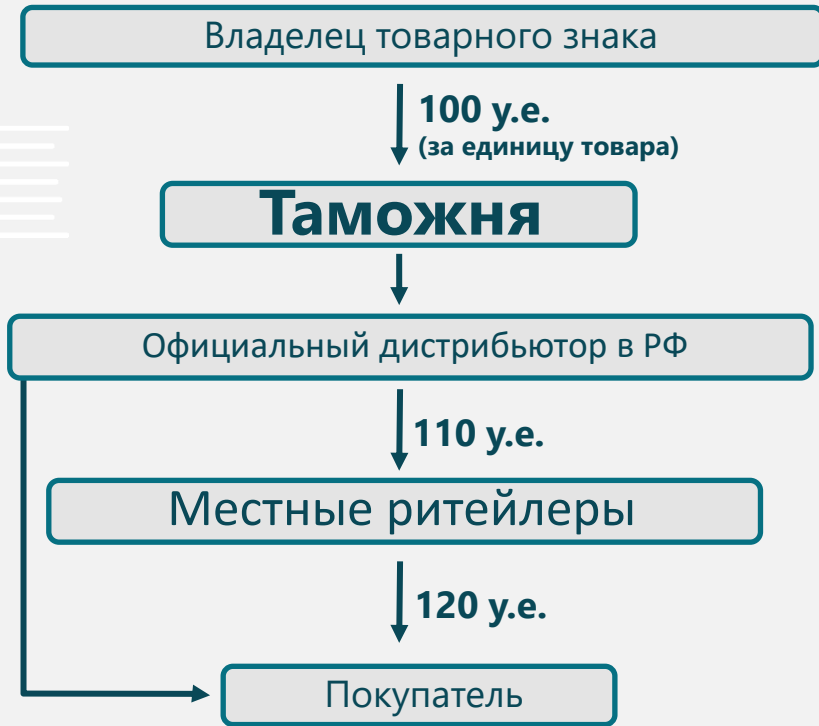 Владелец товарного знака
100 у.е.
(за единицу товара)
Таможня
Официальный дистрибьютор в РФ
110 у.е.
Местные ритейлеры
120 у.е.
Покупатель